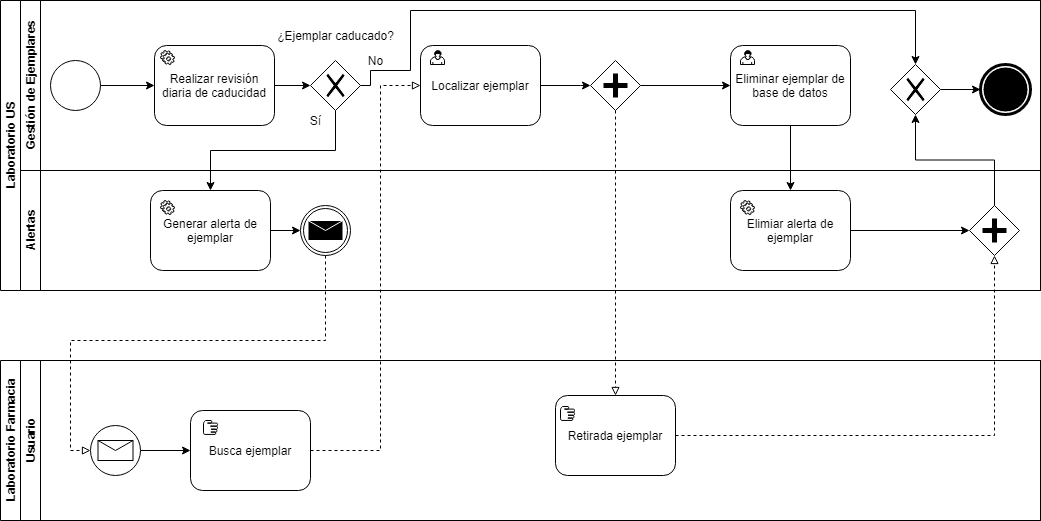 Laboratorio US
Gestión de Ejemplares
¿Ejemplar caducado?
Realizar revisión
diaria de caducidad
No
Sí
Localizar ejemplar
Eliminar ejemplar de
base de datos
Alertas
Generar alerta de
ejemplar
Elimiar alerta de
ejemplar
Laboratorio Farmacia
Usuario
Busca ejemplar
Retirada ejemplar